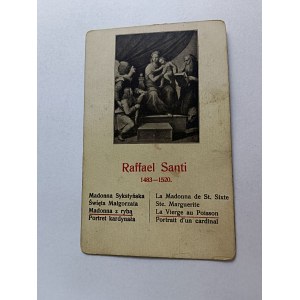 Raffael Santi
1483—1520.
Madonna Sykstyńska
Święta Małgorzata
Madonna z rybą
Portret kardynała
La Madonna de St. Sixte
Ste. Marguerite
La Vierge au Poisson
Portrait d'un cardinal